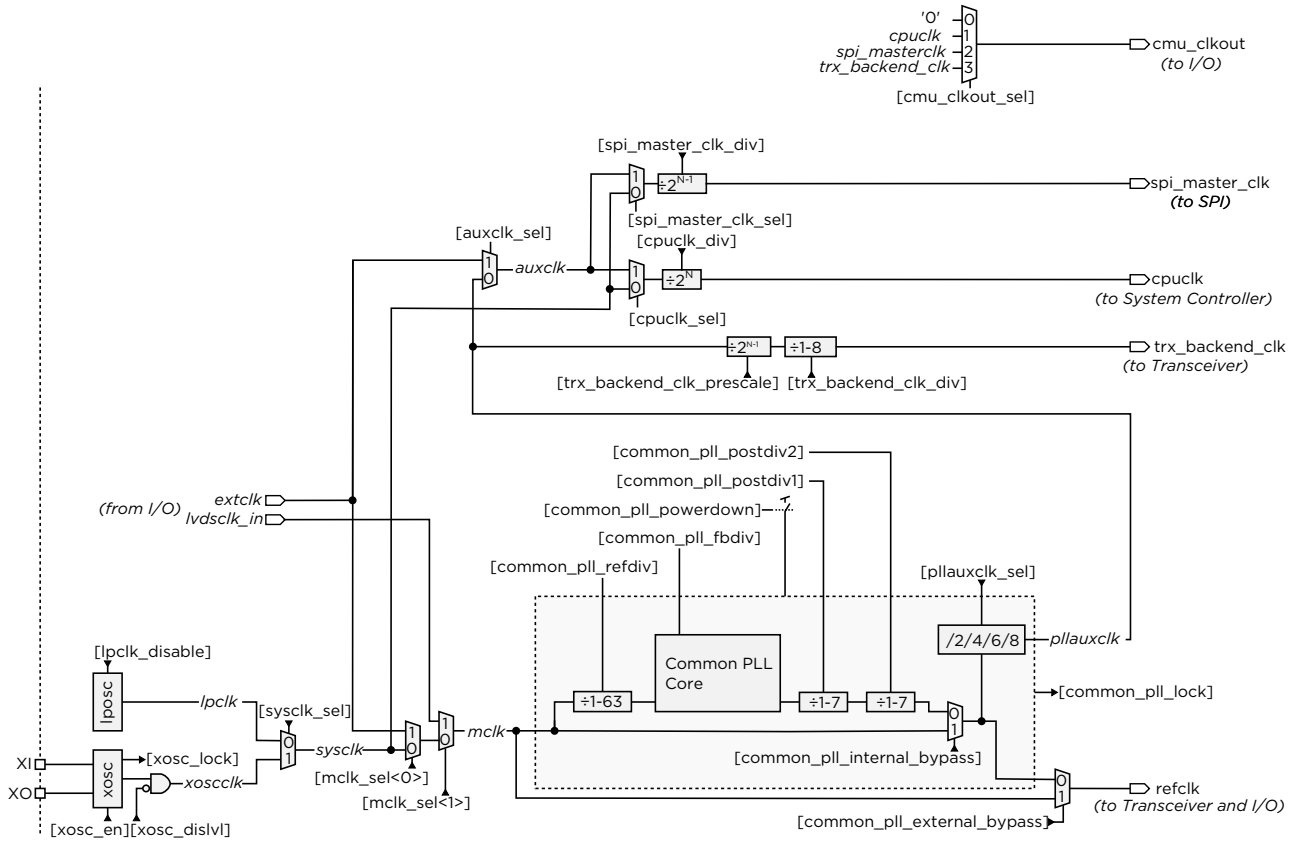 '0'
cpuclk
spi_masterclk
trx_backend_clk
0
1
2
3
cmu_clkout
(to I/O)
[cmu_clkout_sel]
[spi_master_clk_div]
1
0
÷2N-1
spi_master_clk
(to SPI)
[spi_master_clk_sel]
[auxclk_sel]
[cpuclk_div]
1
0
auxclk
1
0
÷2N
cpuclk
(to System Controller)
[cpuclk_sel]
÷2N-1
÷1-8
trx_backend_clk
(to Transceiver)
[trx_backend_clk_prescale]
[trx_backend_clk_div]
[common_pll_postdiv2]
[common_pll_postdiv1]
(from I/O)
extclk
lvdsclk_in
[common_pll_powerdown]
[common_pll_fbdiv]
[common_pll_refdiv]
[pllauxclk_sel]
/2/4/6/8
pllauxclk
Common PLL
Core
[lpclk_disable]
lposc
lpclk
[sysclk_sel]
÷1-63
÷1-7
÷1-7
[common_pll_lock]
0
1
sysclk
1
0
1
0
mclk
0
1
[common_pll_internal_bypass]
XI
XO
xosc
[xosc_lock]
xoscclk
[mclk_sel<0>]
[mclk_sel<1>]
0
1
refclk
(to Transceiver and I/O)
[common_pll_external_bypass]
[xosc_en]
[xosc_dislvl]